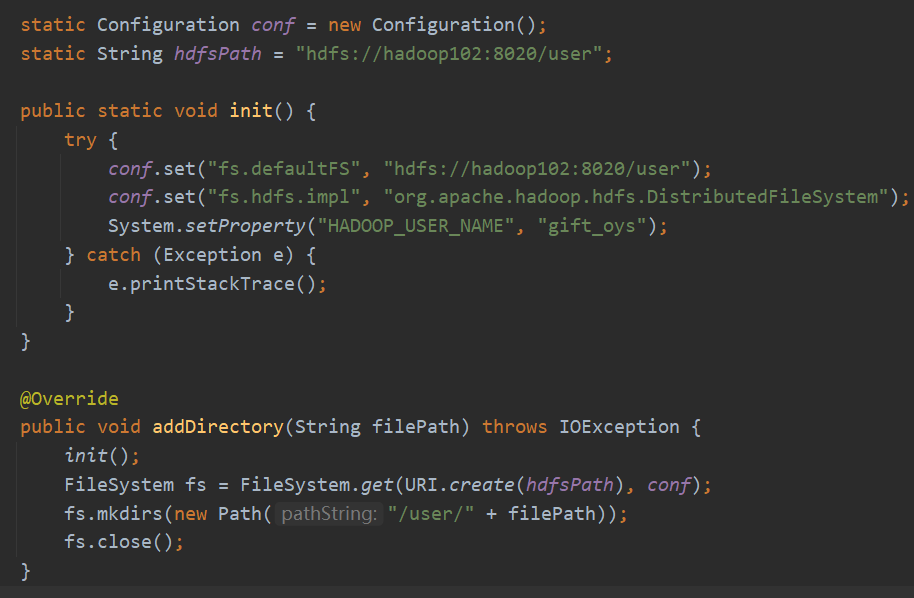 static Configuration conf = new Configuration();
static String hdfsPath = "hdfs://hadoop102:8020/user";
public static void init() {
try {
conf.set("fs.defaultFS", "hdfs://hadoop102:8020/user");
conf.set("fs.hdfs.impl", "org.apache.hadoop.hdfs.DistributedFileSystem");
System.setProperty("HADOOP_USER_NAME", "gift_oys");
} catch (Exception e) {
e.printStackTrace();
}
}
@Override
public void addDirectory(String filePath) throws IOException {
init();
FileSystem fs = FileSystem.get(URI.create(hdfsPath), conf);
fs.mkdirs(new Path( pathString: "/user/" + filePath));
fs.close();
}